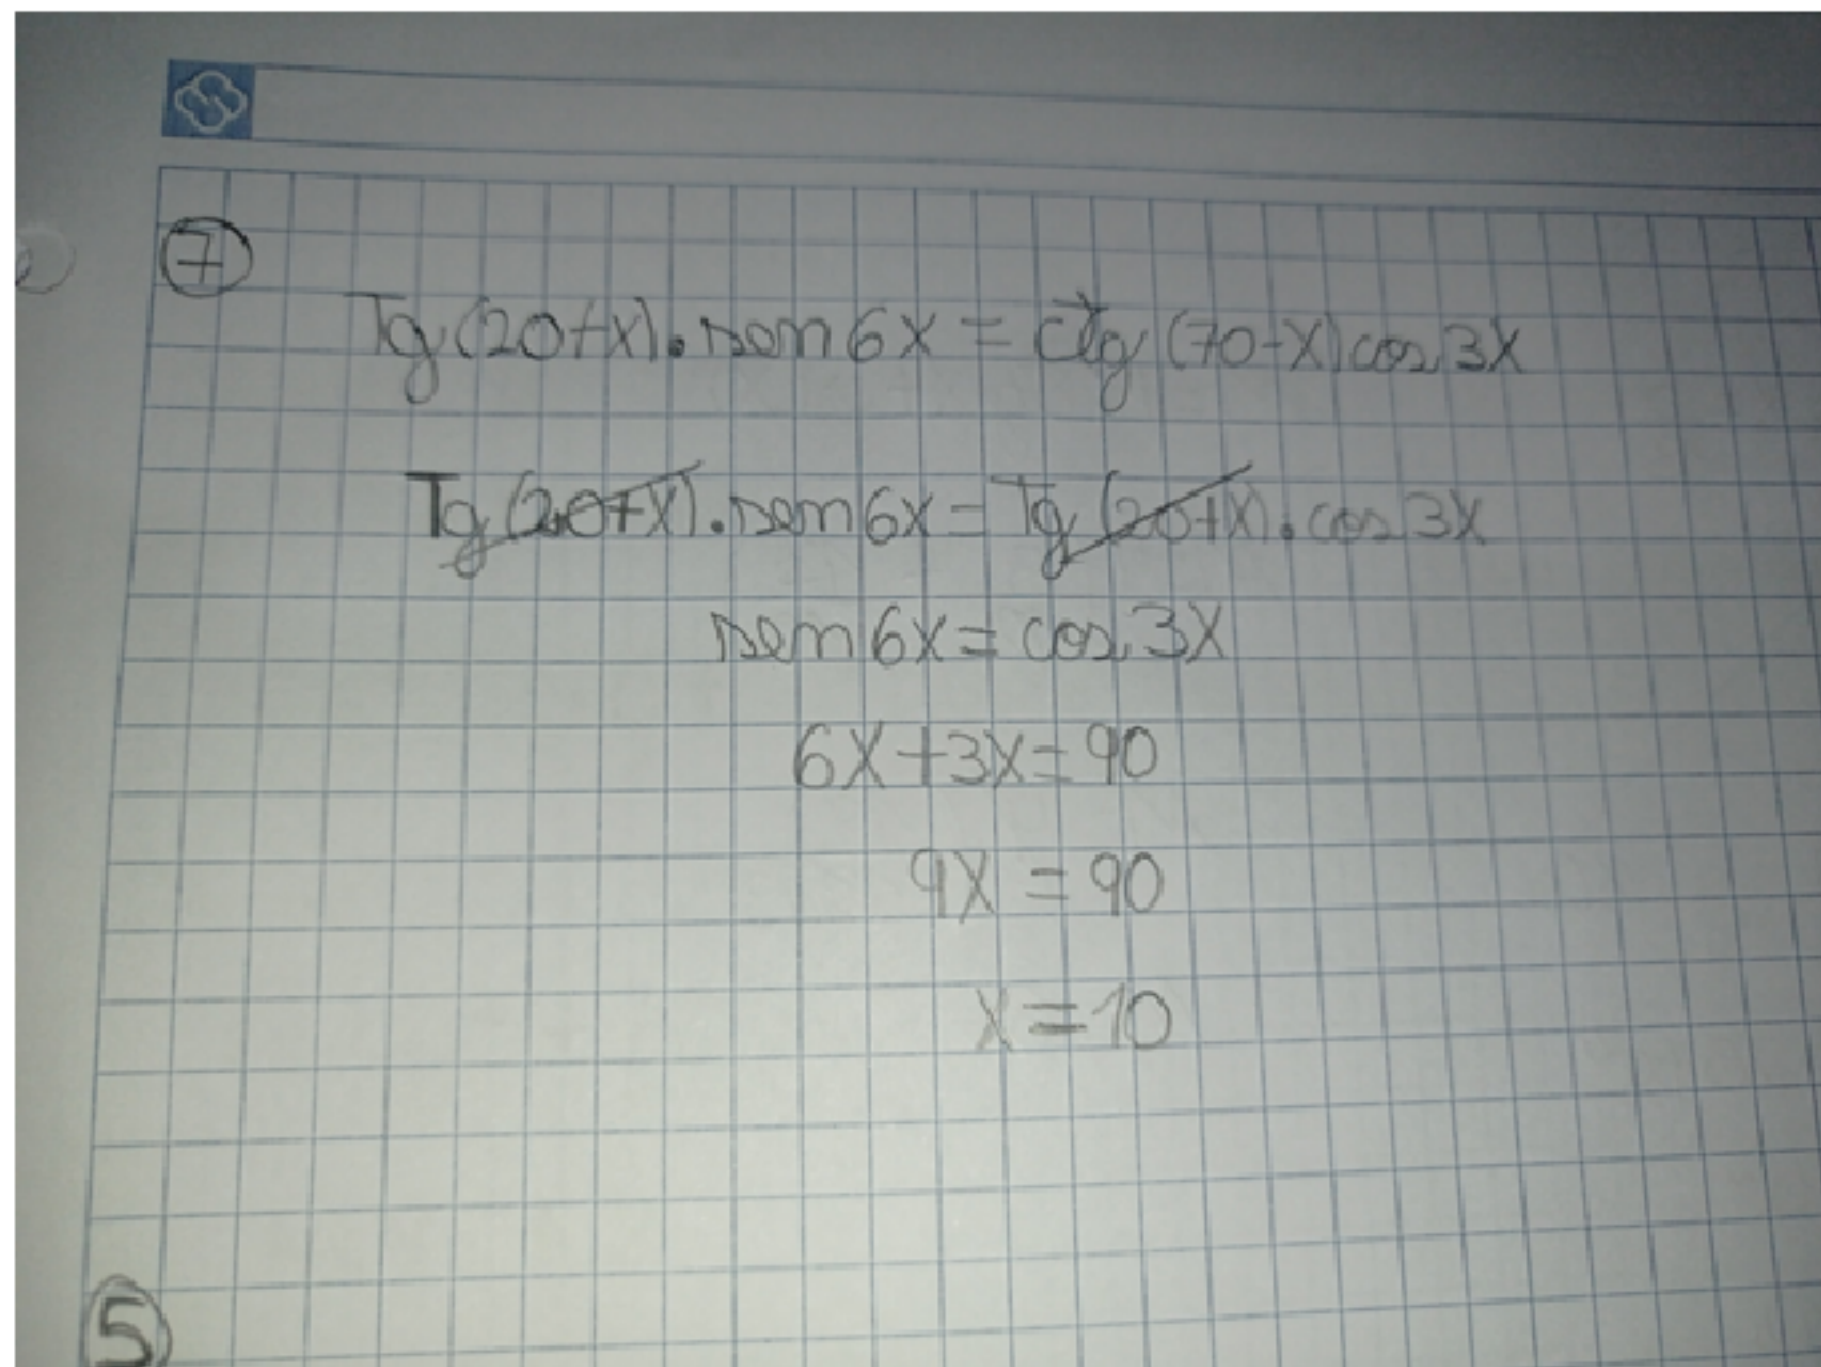 7
Tg(20+x).sen6x = ctg(70-x)cos3x
Tg(20+x).sen6x = Tg(20+x).cos3x
sen6x = cos3x
6x+3x=90
9x = 90
x=10
5